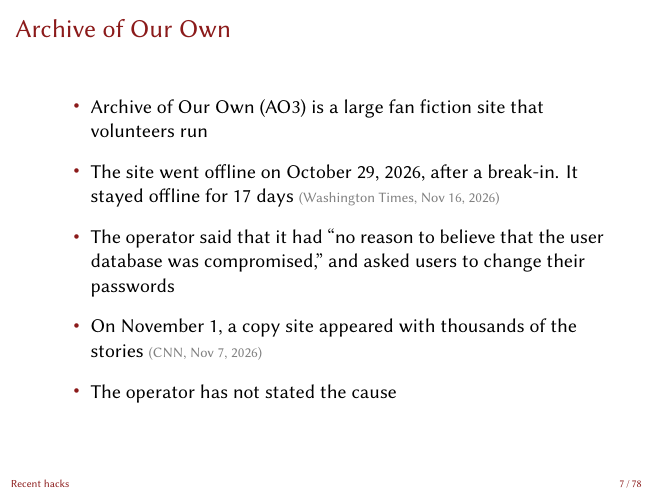 Archive of Our Own
• Archive of Our Own (AO3) is a large fan fiction site that
volunteers run
• The site went offline on October 29, 2026, after a break-in. It
stayed offline for 17 days (Washington Times, Nov 16, 2026)
• The operator said that it had “no reason to believe that the user
database was compromised,” and asked users to change their
passwords
• On November 1, a copy site appeared with thousands of the
stories (CNN, Nov 7, 2026)
• The operator has not stated the cause
Recent hacks
7 / 78